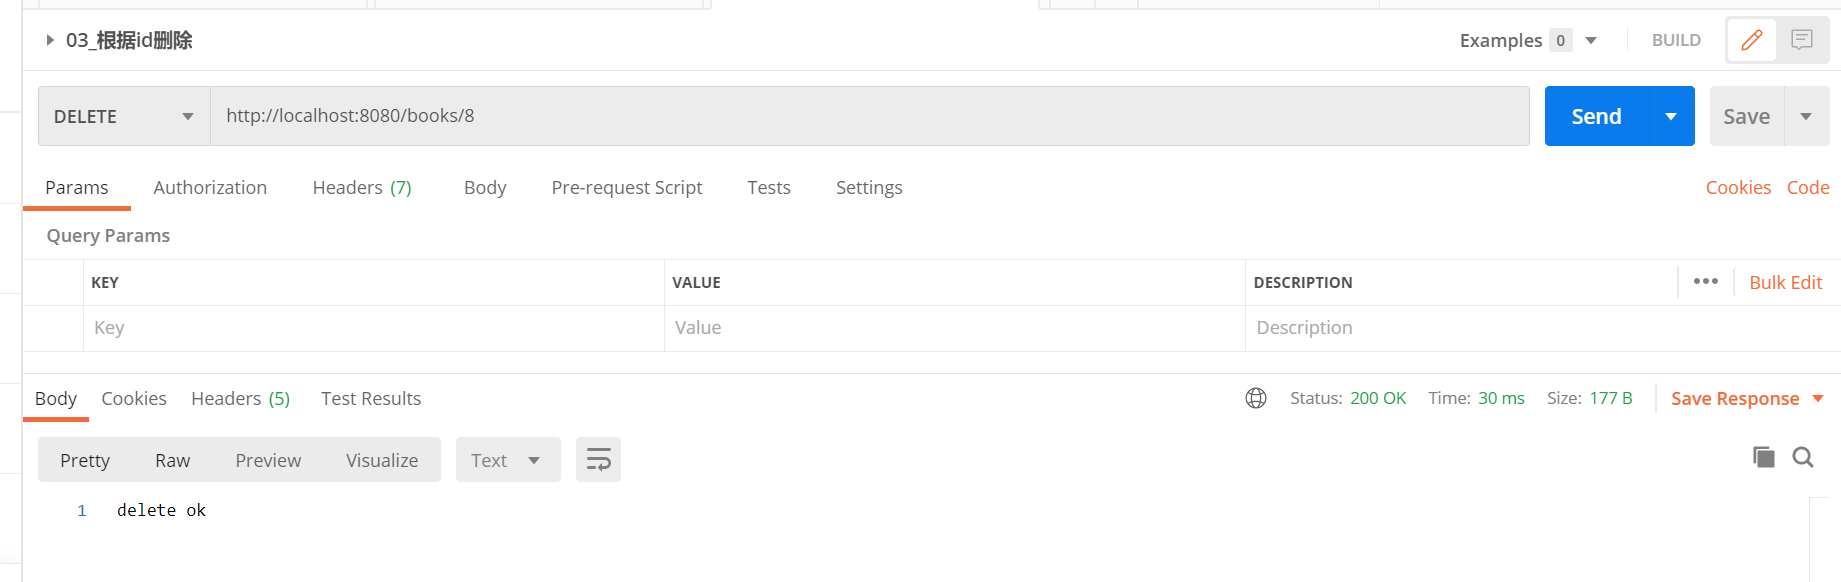 03_根据id删除 Examples 0 BUILD
DELETE http://localhost:8080/books/8 Send Save
Params Authorization Headers (7) Body Pre-request Script Tests Settings Cookies Code
Query Params
KEY VALUE DESCRIPTION ••• Bulk Edit
Key Value Description
Body Cookies Headers (5) Test Results Status: 200 OK Time: 30 ms Size: 177 B Save Response
Pretty Raw Preview Visualize Text
1 delete ok